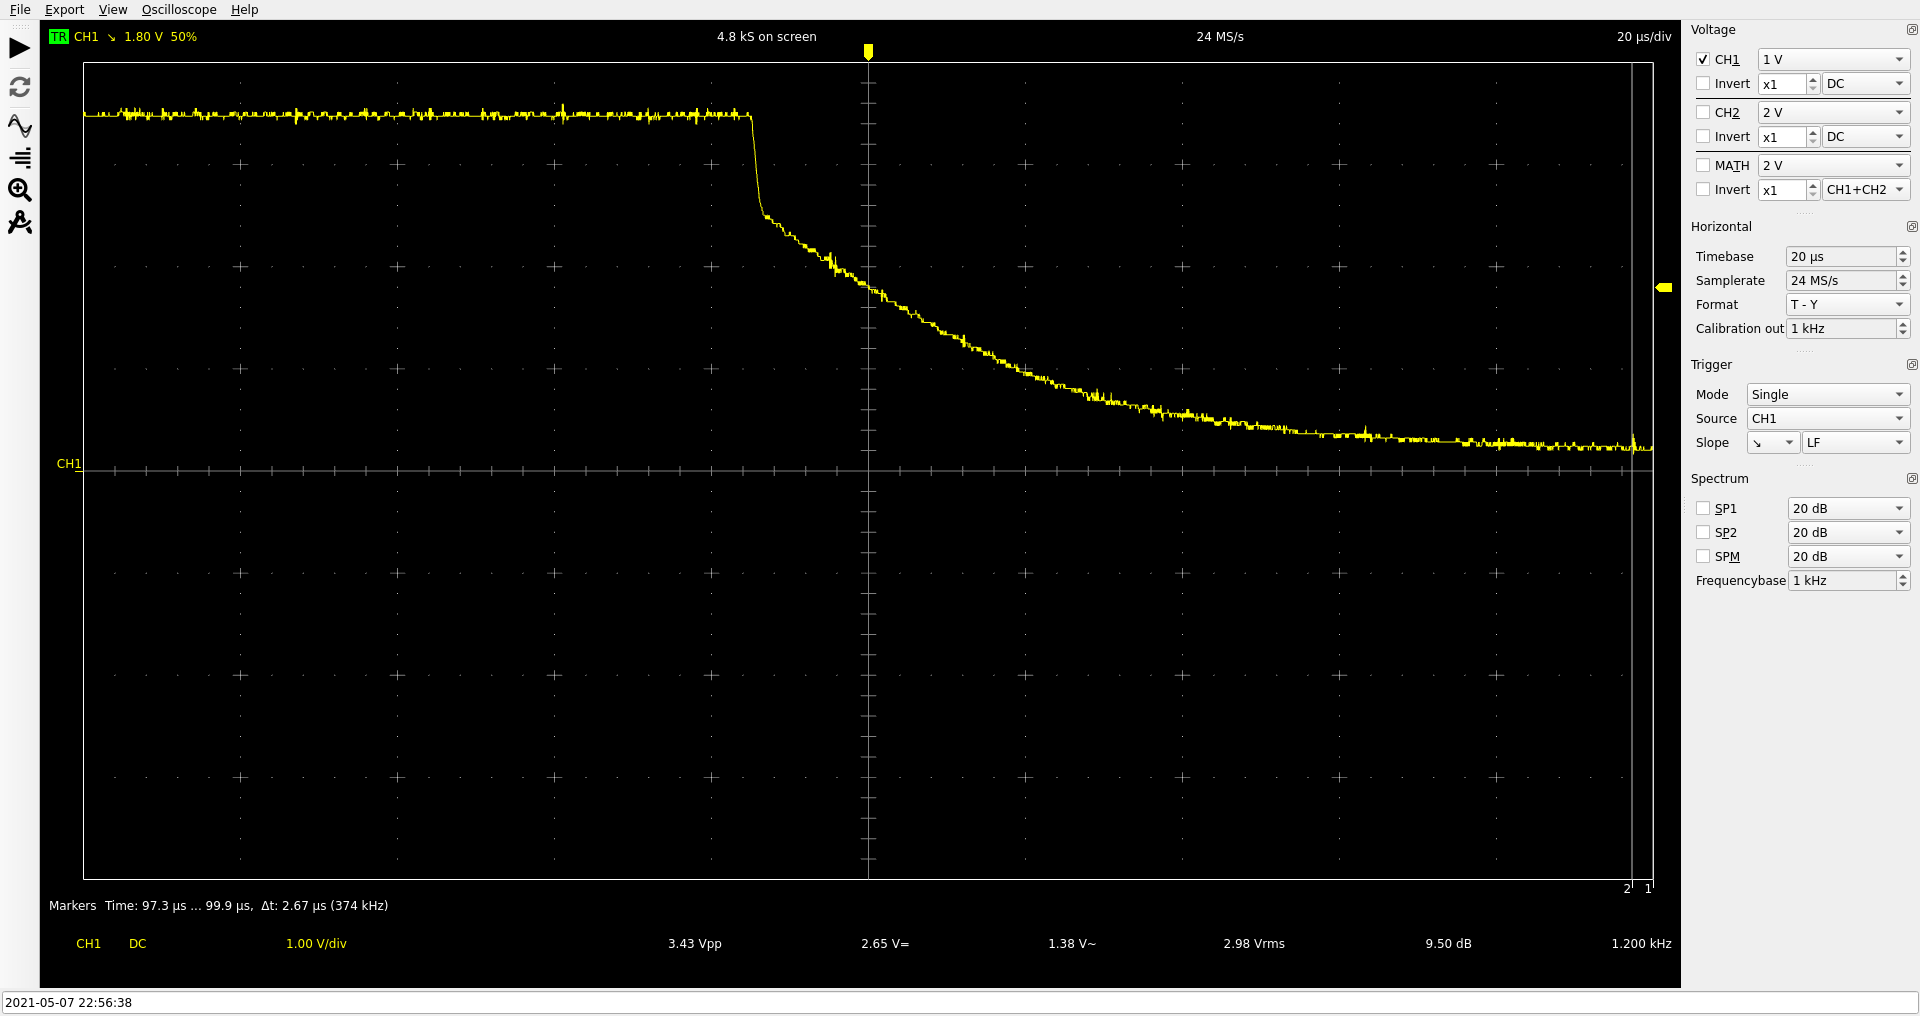 File Export View Oscilloscope Help
TR CH1 ↘ 1.80 V 50% 4.8 kS on screen 24 MS/s 20 µs/div
CH1
2 1
Markers Time: 97.3 µs ... 99.9 µs, Δt: 2.67 µs (374 kHz)
CH1 DC 1.00 V/div 3.43 Vpp 2.65 V= 1.38 V~ 2.98 Vrms 9.50 dB 1.200 kHz
2021-05-07 22:56:38
Voltage
CH1 1 V
Invert x1 DC
CH2 2 V
Invert x1 DC
MATH 2 V
Invert x1 CH1+CH2
Horizontal
Timebase 20 µs
Samplerate 24 MS/s
Format T - Y
Calibration out 1 kHz
Trigger
Mode Single
Source CH1
Slope ↘ LF
Spectrum
SP1 20 dB
SP2 20 dB
SPM 20 dB
Frequencybase 1 kHz